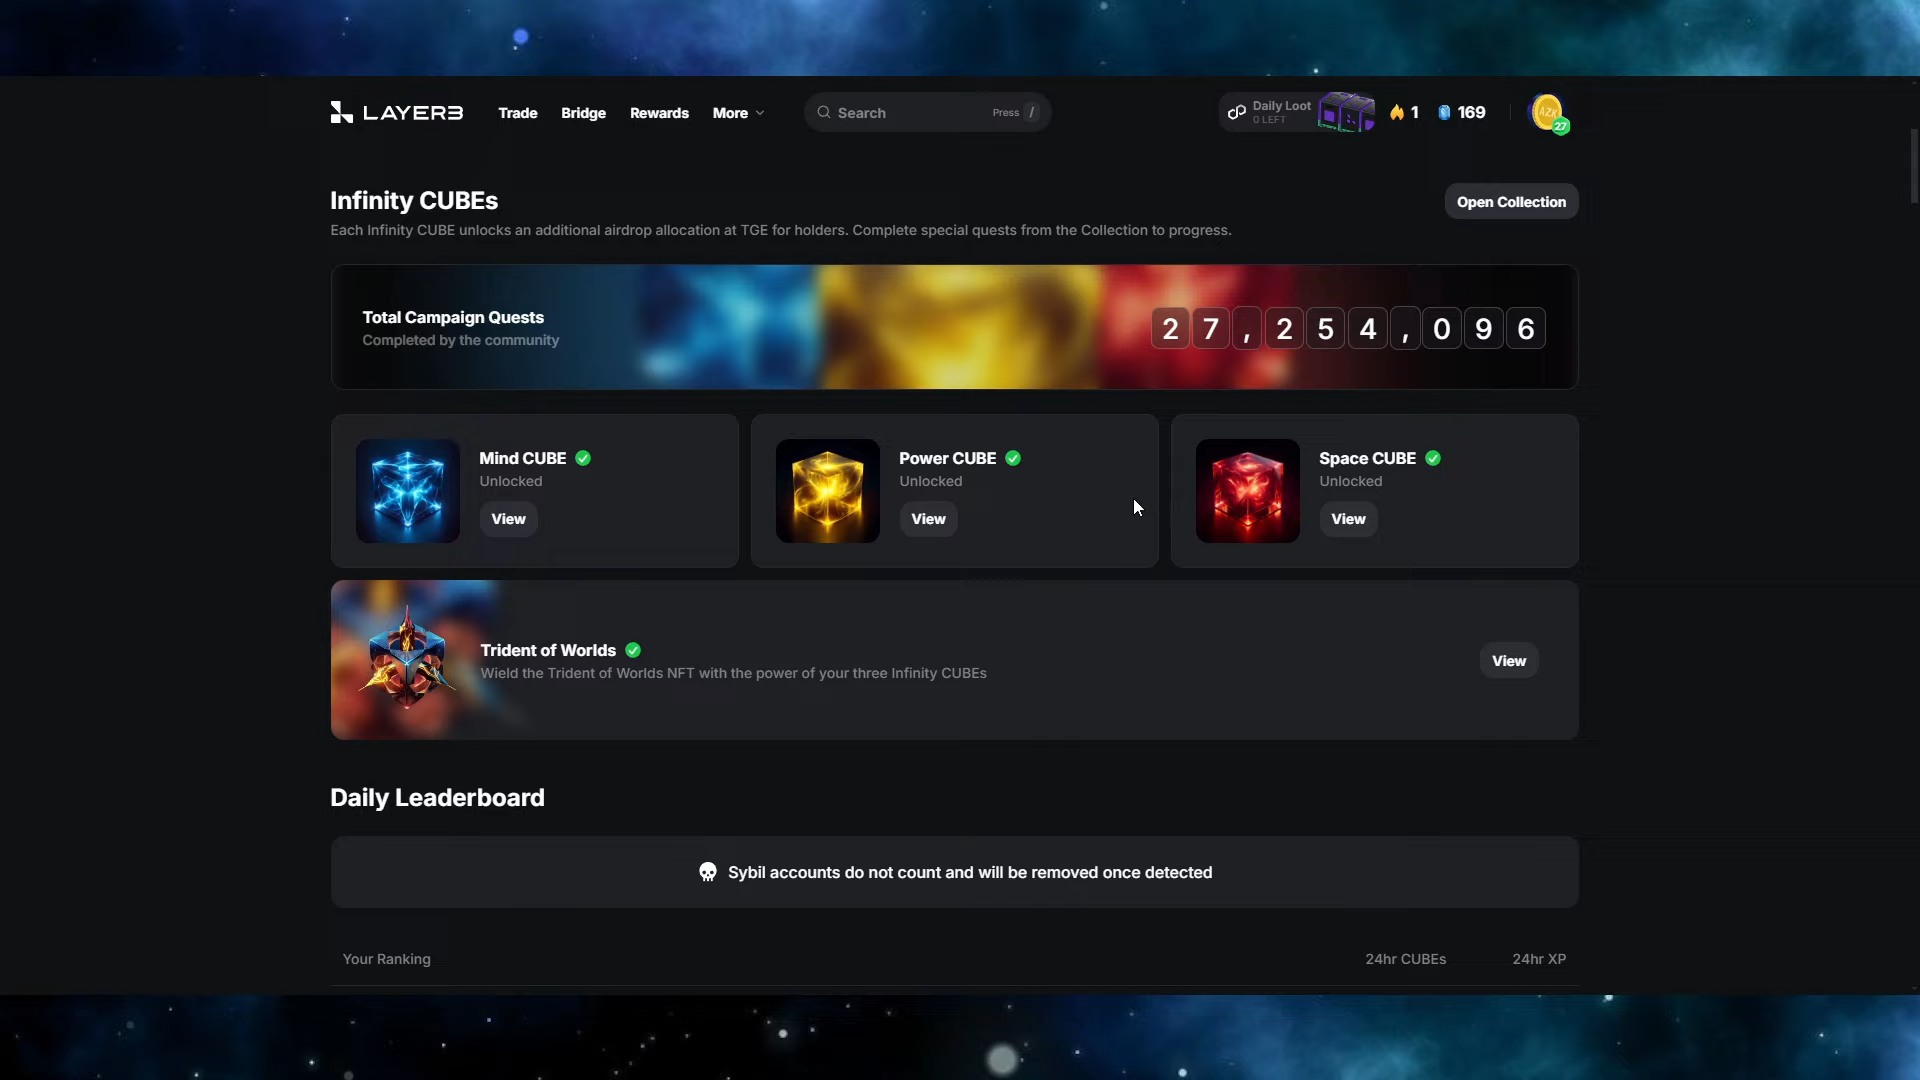 LAYER3 Trade Bridge Rewards More Search Press / Daily Loot 0 LEFT 1 169 AZK 27
Infinity CUBEs
Open Collection
Each Infinity CUBE unlocks an additional airdrop allocation at TGE for holders. Complete special quests from the Collection to progress.
Total Campaign Quests
Completed by the community
27,254,096
Mind CUBE
Unlocked
View
Power CUBE
Unlocked
View
Space CUBE
Unlocked
View
Trident of Worlds
Wield the Trident of Worlds NFT with the power of your three Infinity CUBEs
View
Daily Leaderboard
Sybil accounts do not count and will be removed once detected
Your Ranking 24hr CUBEs 24hr XP